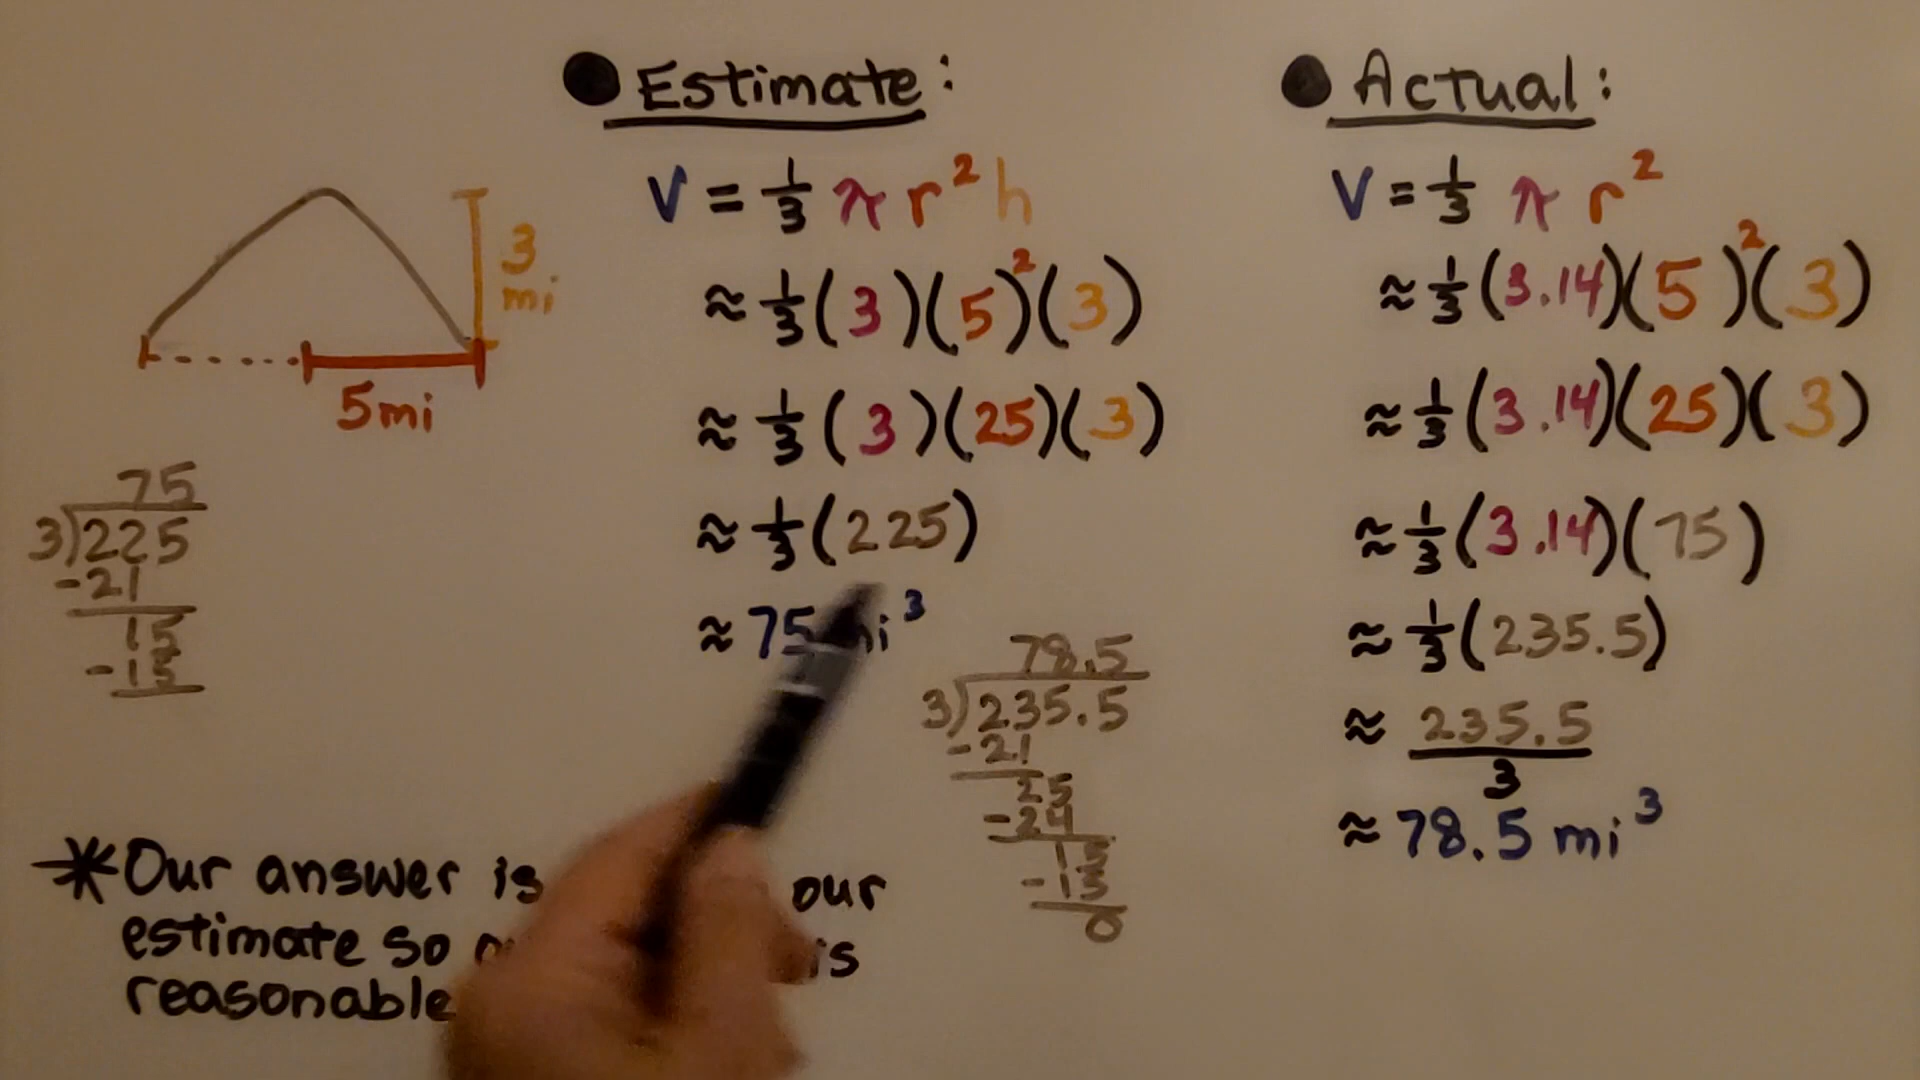 3
mi
5mi
75
3)225
-21
15
-15
Estimate:
V = 1/3 π r² h
≈ 1/3(3)(5)²(3)
≈ 1/3(3)(25)(3)
≈ 1/3(225)
≈ 75 mi³
78.5
3)235.5
-21
25
-24
15
-15
0
Actual:
V = 1/3 π r²
≈ 1/3(3.14)(5)²(3)
≈ 1/3(3.14)(25)(3)
≈ 1/3(3.14)(75)
≈ 1/3(235.5)
≈ 235.5/3
≈ 78.5 mi³
*Our answer is our
estimate so is
reasonable